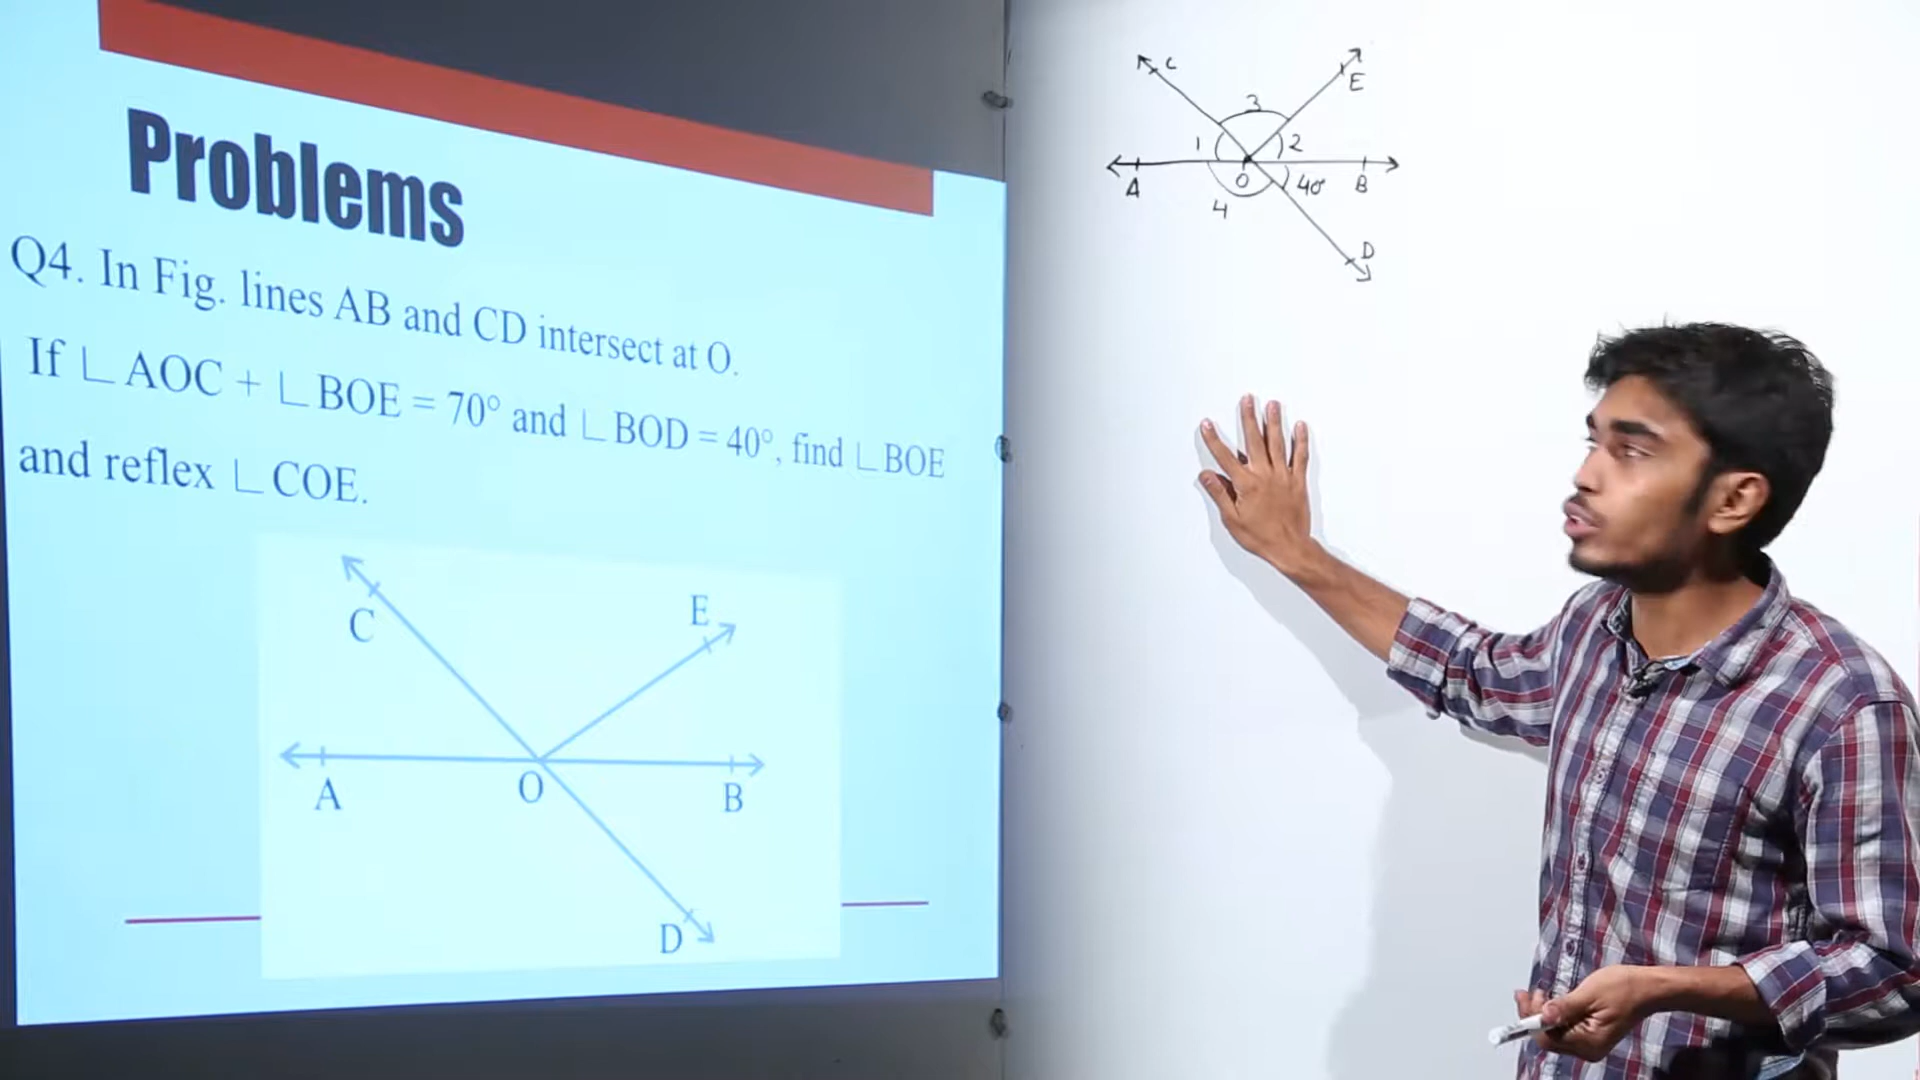 Problems
Q4. In Fig. lines AB and CD intersect at O.
If ∟AOC + ∟BOE = 70° and ∟BOD = 40°, find ∟BOE
and reflex ∟COE.
C
E
A
O
B
D
C
E
3
1
2
A
O
40°
B
4
D